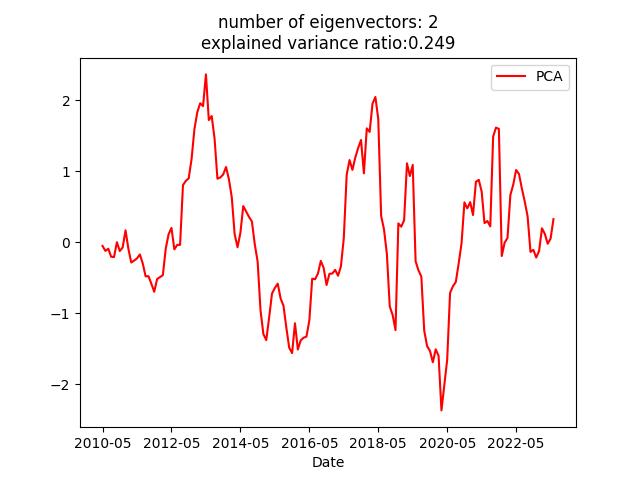 number of eigenvectors: 2
explained variance ratio:0.249
PCA
2
1
0
−1
−2
2010-05 2012-05 2014-05 2016-05 2018-05 2020-05 2022-05
Date